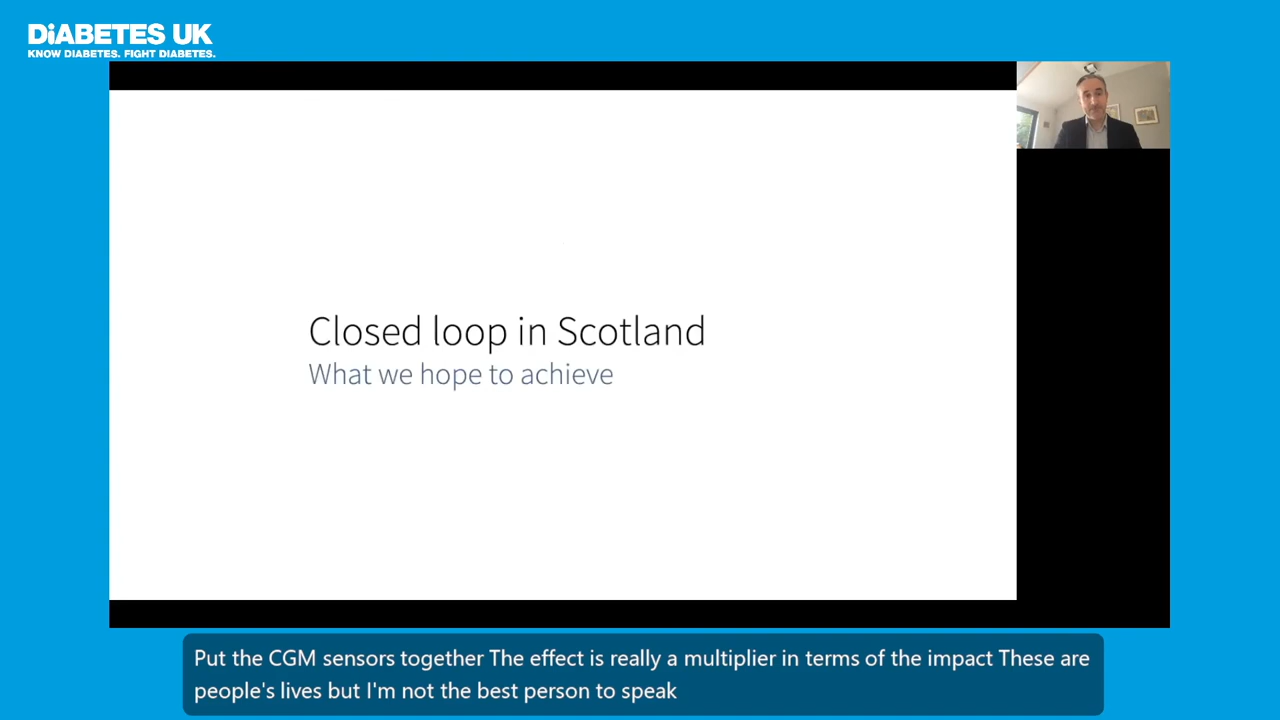 DiABETES UK
KNOW DIABETES. FIGHT DIABETES.
Closed loop in Scotland
What we hope to achieve
Put the CGM sensors together The effect is really a multiplier in terms of the impact These are
people's lives but I'm not the best person to speak